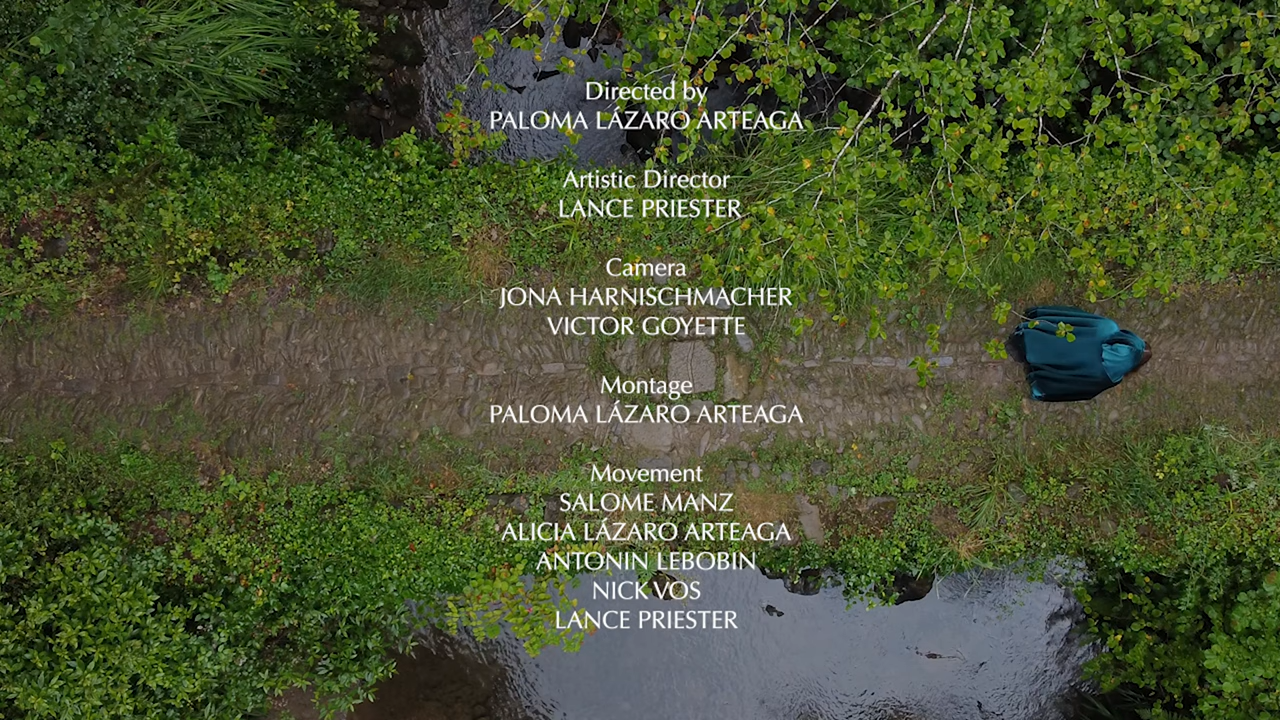 Directed by
PALOMA LÁZARO ARTEAGA
Artistic Director
LANCE PRIESTER
Camera
JONA HARNISCHMACHER
VICTOR GOYETTE
Montage
PALOMA LÁZARO ARTEAGA
Movement
SALOME MANZ
ALICIA LÁZARO ARTEAGA
ANTONIN LEBOBIN
NICK VOS
LANCE PRIESTER